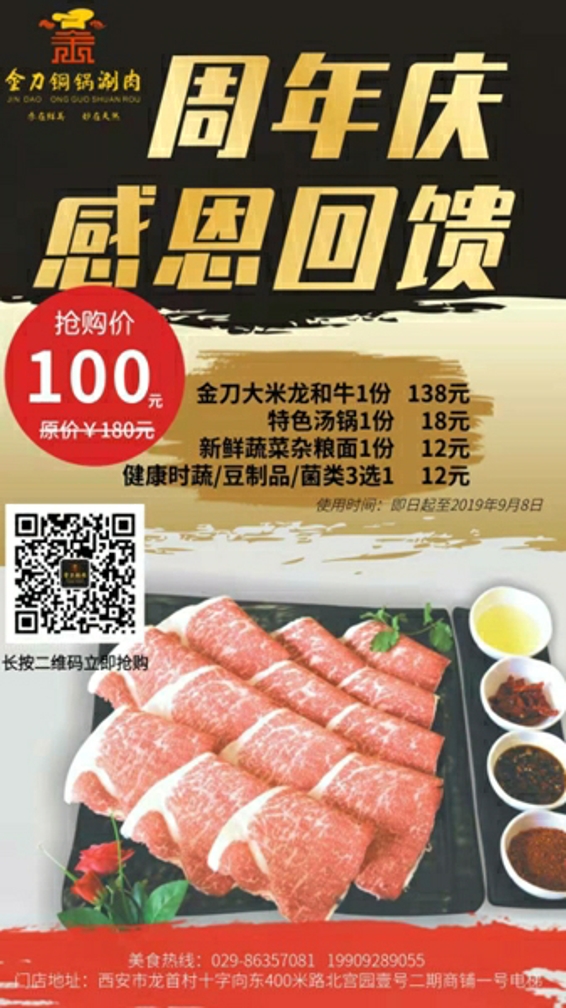 金刀铜锅涮肉
JIN DAO ONG GUO SHUAN ROU
周年庆
感恩回馈
抢购价
100元
原价￥180元
金刀大米龙和牛1份 138元
特色汤锅1份 18元
新鲜蔬菜杂粮面1份 12元
健康时蔬/豆制品/菌类3选1 12元
使用时间：即日起至2019年9月8日
长按二维码立即抢购
美食热线：029-86357081 19909289055
门店地址：西安市龙首村十字向东400米路北宫园壹号二期商铺一号电梯